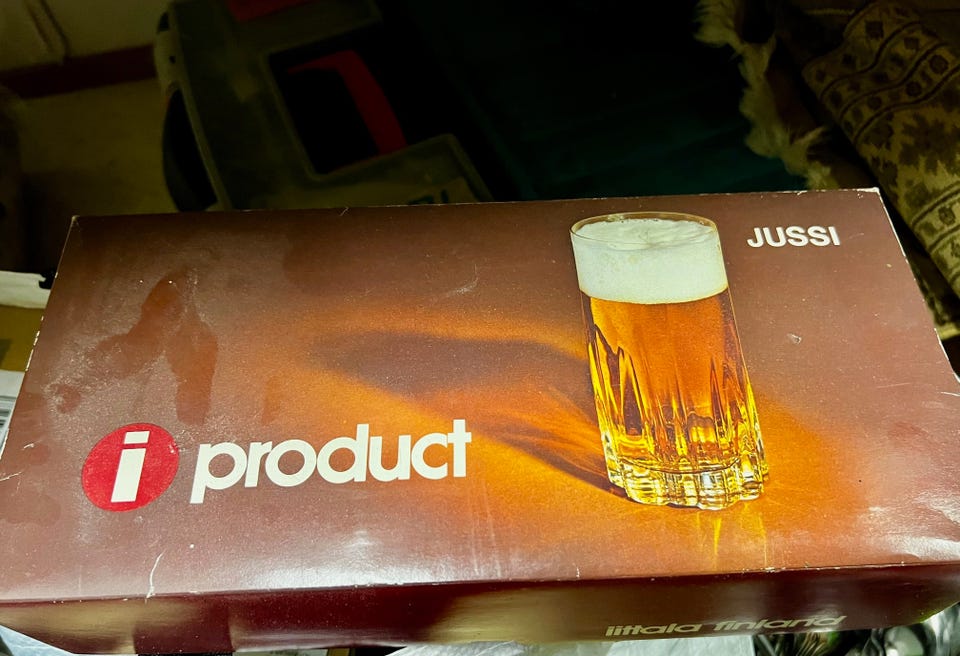 JUSSI
i product
iittala finland